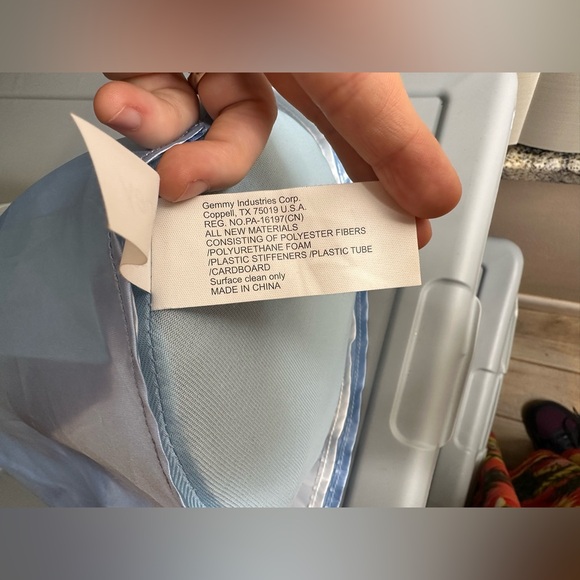 Gemmy Industries Corp.
Coppell, TX 75019 U.S.A.
REG. NO.PA-16197(CN)
ALL NEW MATERIALS
CONSISTING OF POLYESTER FIBERS
/POLYURETHANE FOAM
/PLASTIC STIFFENERS /PLASTIC TUBE
/CARDBOARD
Surface clean only
MADE IN CHINA